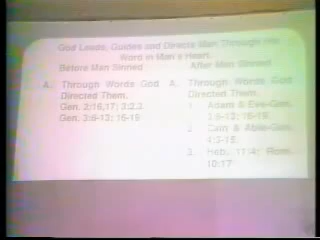 God Leads, Guides and Directs Man Through His
Word in Man's Heart.
Before Man Sinned
After Man Sinned
A. Through Words God
Directed Them.
Gen. 2:16,17; 3:2,3
Gen. 3:6-13; 16-19
A. Through Words God
Directed Them.
1. Adam & Eve-Gen.
3:6-13; 16-19
2. Cain & Able-Gen.
4:3-15.
3. Heb. 11:4; Rom.
10:17